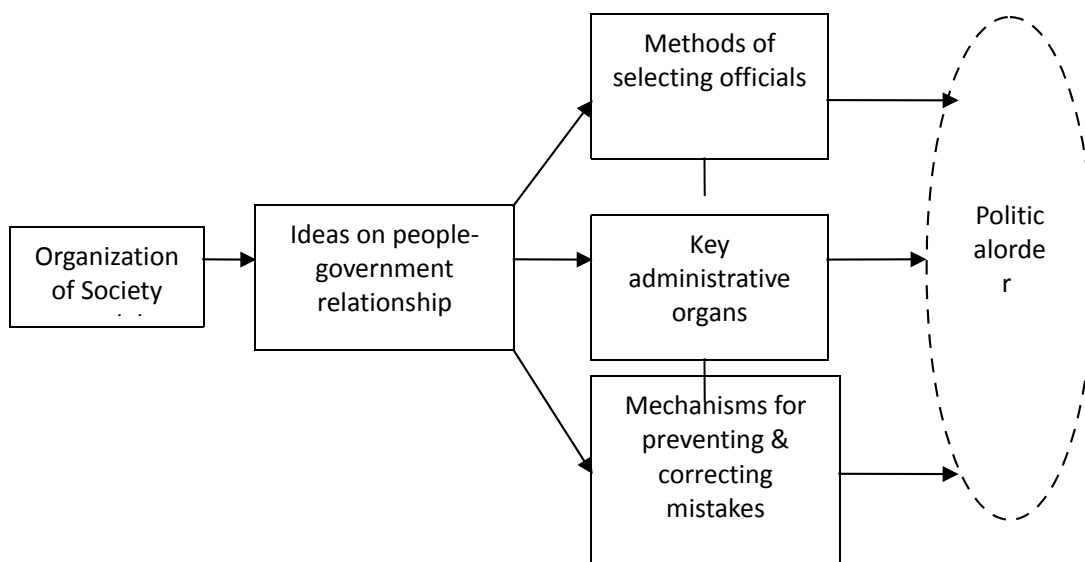 Organization
of Society
Ideas on people-
government
relationship
Methods of
selecting officials
Key
administrative
organs
Mechanisms for
preventing &
correcting
mistakes
Politic
alorde
r